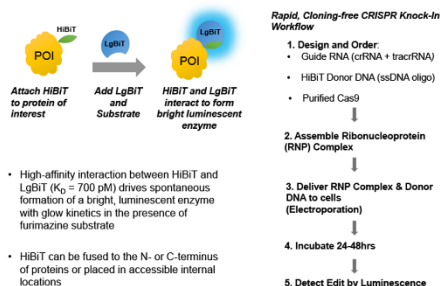 HiBiT
LgBiT
LgBiT
POI
POI
Attach HiBiT
to protein of
interest
Add LgBiT
and
Substrate
HiBiT and LgBiT
interact to form
bright luminescent
enzyme
• High-affinity interaction between HiBiT and
LgBiT (KD = 700 pM) drives spontaneous
formation of a bright, luminescent enzyme
with glow kinetics in the presence of
furimazine substrate
• HiBiT can be fused to the N- or C-terminus
of proteins or placed in accessible internal
locations
Rapid, Cloning-free CRISPR Knock-In
Workflow
1. Design and Order:
• Guide RNA (crRNA + tracrRNA)
• HiBiT Donor DNA (ssDNA oligo)
• Purified Cas9
2. Assemble Ribonucleoprotein
(RNP) Complex
3. Deliver RNP Complex & Donor
DNA to cells
(Electroporation)
4. Incubate 24-48hrs
5. Detect Edit by Luminescence